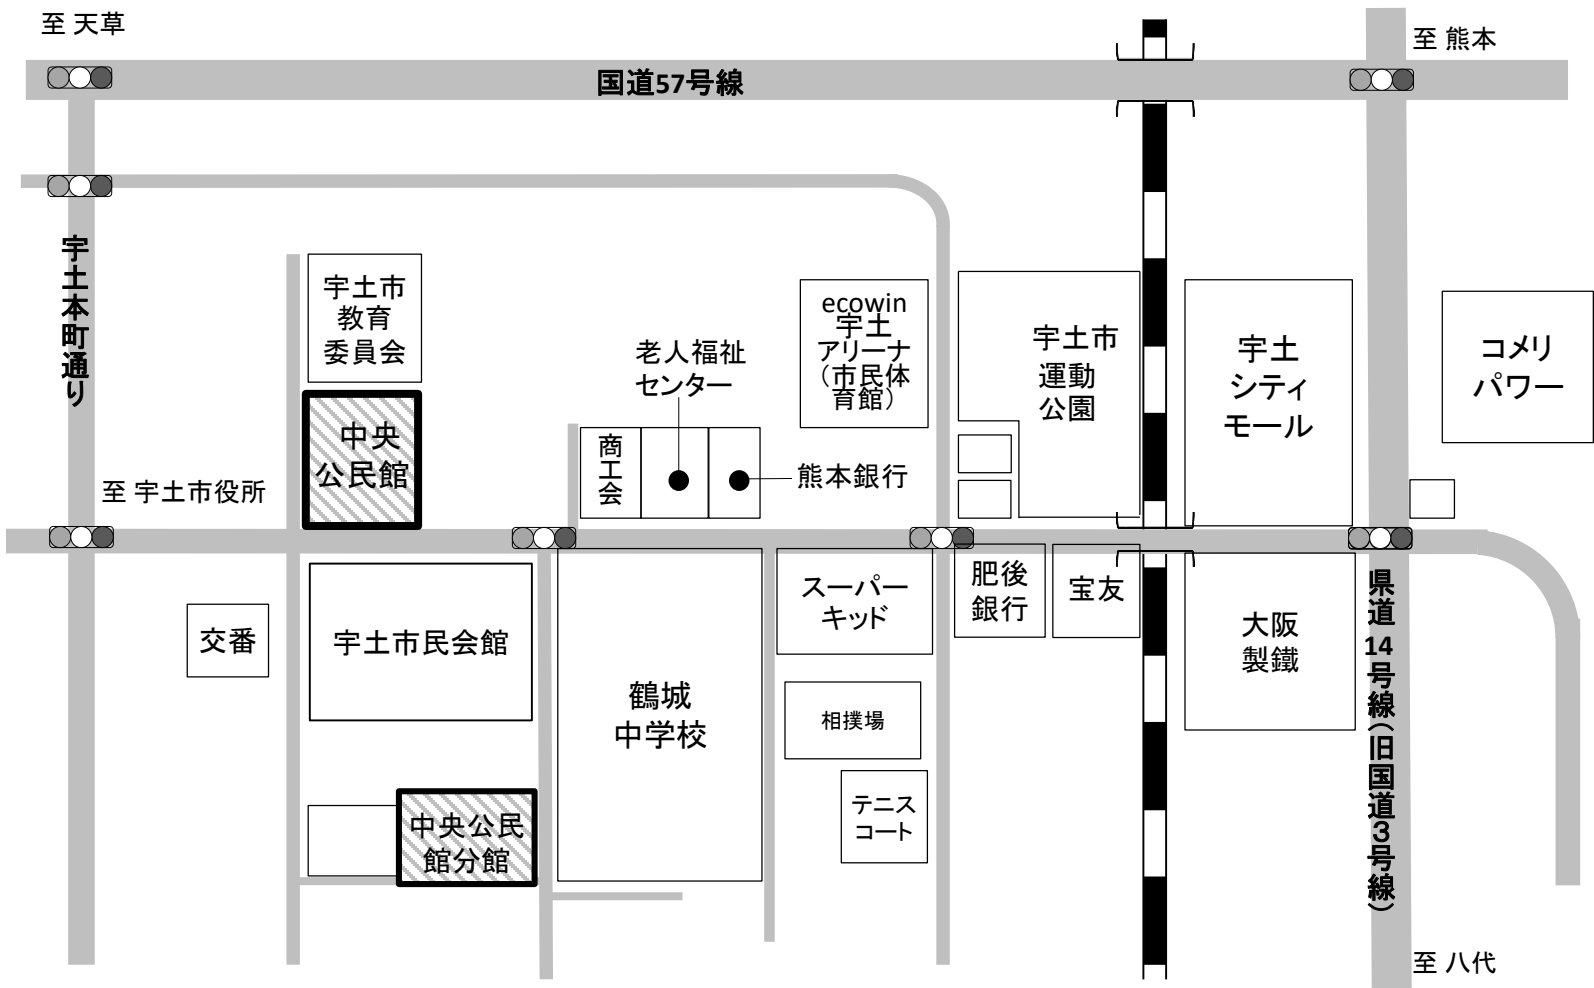 至 天草
至 熊本
国道57号線
宇土本町通り
宇土市
教育
委員会
中央
公民館
至 宇土市役所
老人福祉
センター
商工会
熊本銀行
ecowin
宇土
アリーナ
（市民体
育館）
宇土市
運動
公園
宇土
シティ
モール
コメリ
パワー
交番
宇土市民会館
鶴城
中学校
スーパー
キッド
肥後
銀行
宝友
大阪
製鐵
相撲場
テニス
コート
中央公民
館分館
県道14号線（旧国道3号線）
至 八代